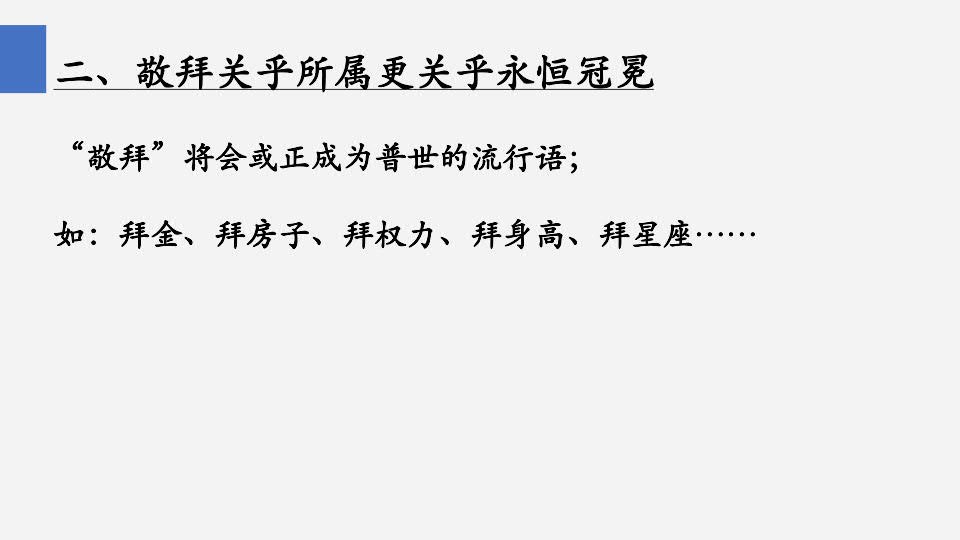 二、敬拜关乎所属更关乎永恒冠冕
“敬拜”将会或正成为普世的流行语；
如：拜金、拜房子、拜权力、拜身高、拜星座……